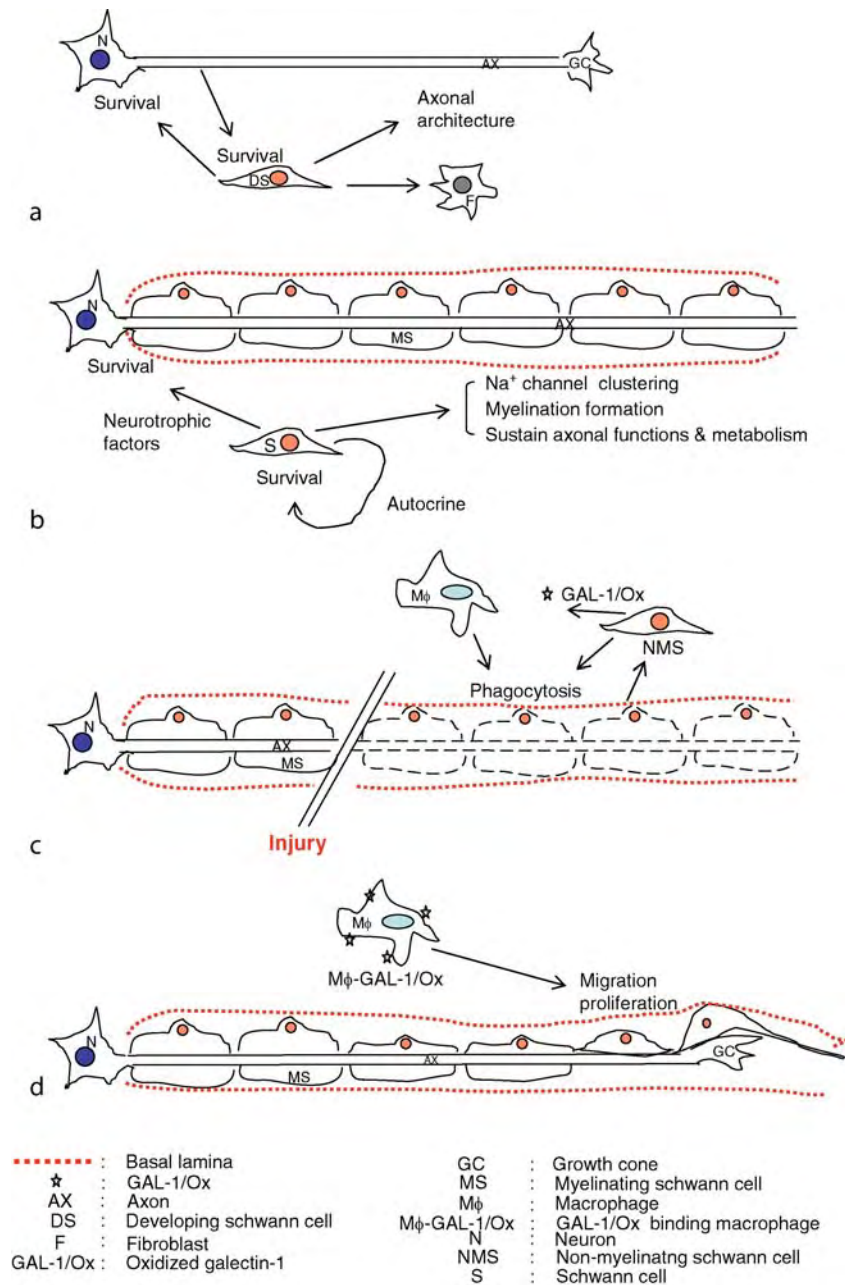 N
AX
GC
Survival
Axonal
architecture
Survival
DS
F
a
N
AX
MS
Survival
Na⁺ channel clustering
Myelination formation
Sustain axonal functions & metabolism
Neurotrophic
factors
S
Survival
Autocrine
b
Mϕ
GAL-1/Ox
NMS
Phagocytosis
N
AX
MS
Injury
c
Mϕ
Mϕ-GAL-1/Ox
Migration
proliferation
N
AX
GC
MS
d
Basal lamina
GAL-1/Ox
AX : Axon
DS : Developing schwann cell
F : Fibroblast
GAL-1/Ox : Oxidized galectin-1
GC : Growth cone
MS : Myelinating schwann cell
Mϕ : Macrophage
Mϕ-GAL-1/Ox : GAL-1/Ox binding macrophage
N : Neuron
NMS : Non-myelinatng schwann cell
S : Schwann cell